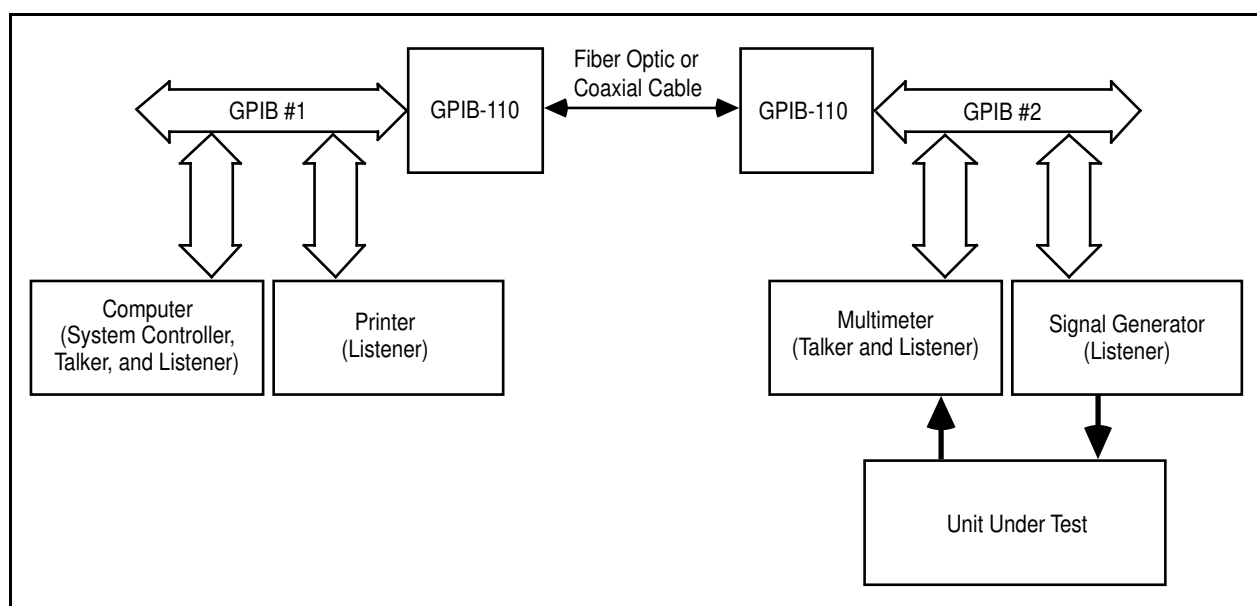 Fiber Optic or
Coaxial Cable
GPIB #1
GPIB-110
GPIB-110
GPIB #2
Computer
(System Controller,
Talker, and Listener)
Printer
(Listener)
Multimeter
(Talker and Listener)
Signal Generator
(Listener)
Unit Under Test